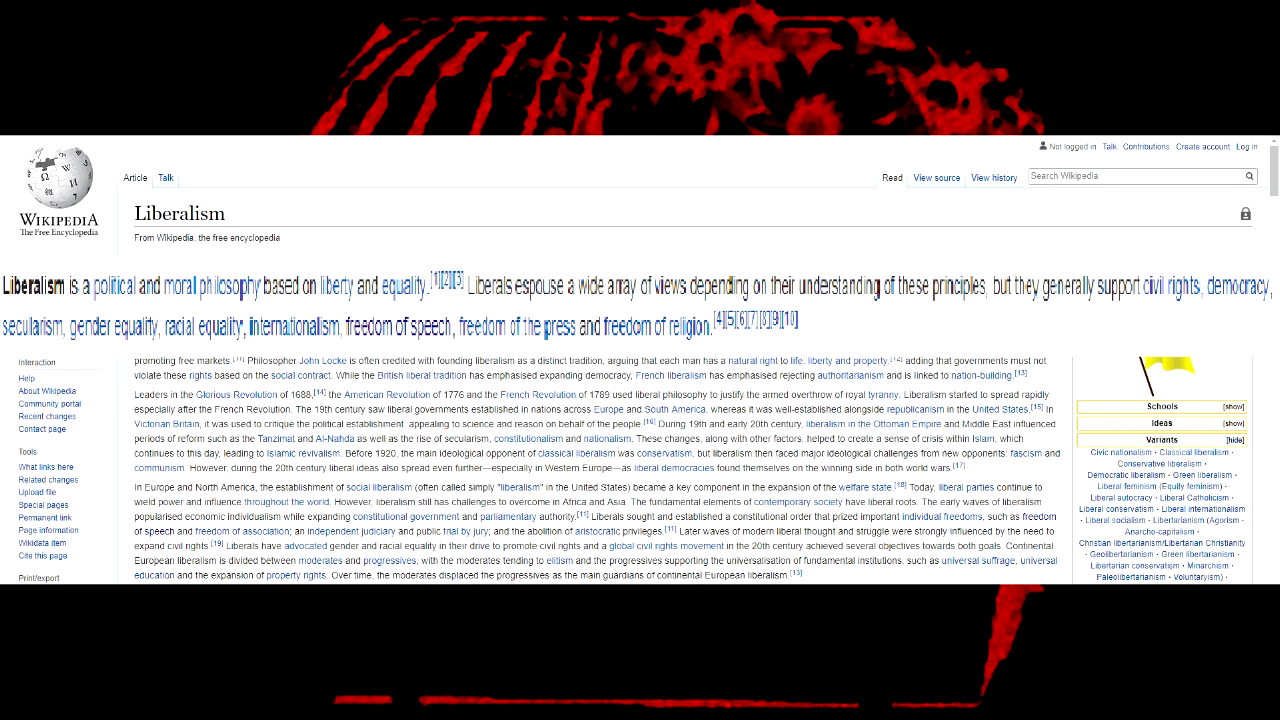 Not logged in Talk Contributions Create account Log in
Article Talk Read View source View history Search Wikipedia
WIKIPEDIA
The Free Encyclopedia
Liberalism
From Wikipedia, the free encyclopedia
Liberalism is a political and moral philosophy based on liberty and equality.[1][2][3] Liberals espouse a wide array of views depending on their understanding of these principles, but they generally support civil rights, democracy,
secularism, gender equality, racial equality, internationalism, freedom of speech, freedom of the press and freedom of religion.[4][5][6][7][8][9][10]
Interaction
Help
About Wikipedia
Community portal
Recent changes
Contact page
Tools
What links here
Related changes
Upload file
Special pages
Permanent link
Page information
Wikidata item
Cite this page
Print/export
promoting free markets.[11] Philosopher John Locke is often credited with founding liberalism as a distinct tradition, arguing that each man has a natural right to life, liberty and property,[12] adding that governments must not
violate these rights based on the social contract. While the British liberal tradition has emphasised expanding democracy, French liberalism has emphasised rejecting authoritarianism and is linked to nation-building.[13]
Leaders in the Glorious Revolution of 1688,[14] the American Revolution of 1776 and the French Revolution of 1789 used liberal philosophy to justify the armed overthrow of royal tyranny. Liberalism started to spread rapidly
especially after the French Revolution. The 19th century saw liberal governments established in nations across Europe and South America, whereas it was well-established alongside republicanism in the United States.[15] In
Victorian Britain, it was used to critique the political establishment, appealing to science and reason on behalf of the people.[16] During 19th and early 20th century, liberalism in the Ottoman Empire and Middle East influenced
periods of reform such as the Tanzimat and Al-Nahda as well as the rise of secularism, constitutionalism and nationalism. These changes, along with other factors, helped to create a sense of crisis within Islam, which
continues to this day, leading to Islamic revivalism. Before 1920, the main ideological opponent of classical liberalism was conservatism, but liberalism then faced major ideological challenges from new opponents: fascism and
communism. However, during the 20th century liberal ideas also spread even further—especially in Western Europe—as liberal democracies found themselves on the winning side in both world wars.[17]
In Europe and North America, the establishment of social liberalism (often called simply "liberalism" in the United States) became a key component in the expansion of the welfare state.[18] Today, liberal parties continue to
wield power and influence throughout the world. However, liberalism still has challenges to overcome in Africa and Asia. The fundamental elements of contemporary society have liberal roots. The early waves of liberalism
popularised economic individualism while expanding constitutional government and parliamentary authority.[11] Liberals sought and established a constitutional order that prized important individual freedoms, such as freedom
of speech and freedom of association; an independent judiciary and public trial by jury; and the abolition of aristocratic privileges.[11] Later waves of modern liberal thought and struggle were strongly influenced by the need to
expand civil rights.[19] Liberals have advocated gender and racial equality in their drive to promote civil rights and a global civil rights movement in the 20th century achieved several objectives towards both goals. Continental
European liberalism is divided between moderates and progressives, with the moderates tending to elitism and the progressives supporting the universalisation of fundamental institutions, such as universal suffrage, universal
education and the expansion of property rights. Over time, the moderates displaced the progressives as the main guardians of continental European liberalism.[13]
Schools [show]
Ideas [show]
Variants [hide]
Civic nationalism · Classical liberalism ·
Conservative liberalism ·
Democratic liberalism · Green liberalism ·
Liberal feminism (Equity feminism) ·
Liberal autocracy · Liberal Catholicism ·
Liberal conservatism · Liberal internationalism
· Liberal socialism · Libertarianism (Agorism ·
Anarcho-capitalism ·
Christian libertarianism/Libertarian Christianity
· Geolibertarianism · Green libertarianism ·
Libertarian conservatism · Minarchism ·
Paleolibertarianism · Voluntaryism) ·